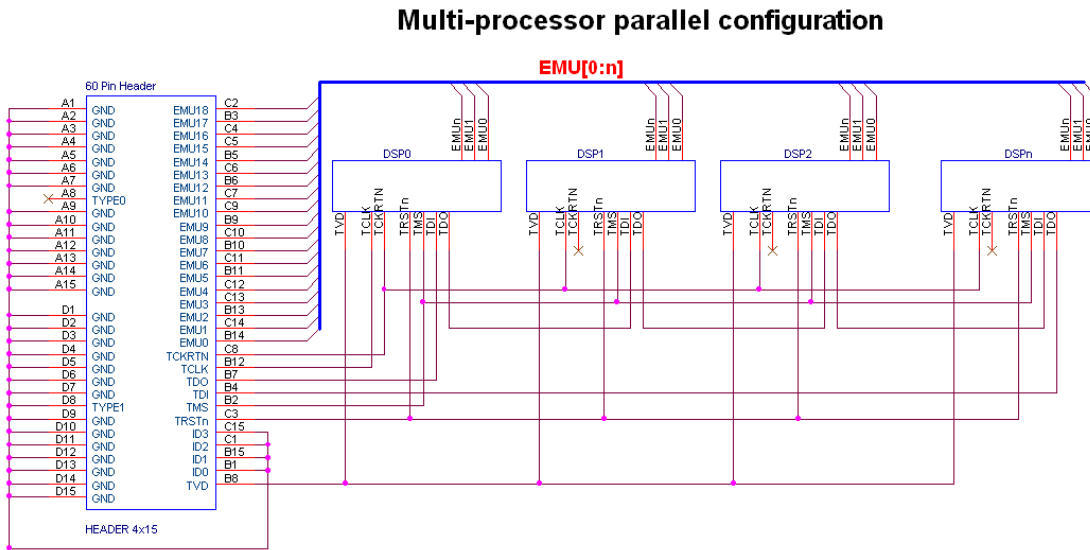 Multi-processor parallel configuration
EMU[0:n]
60 Pin Header
A1 GND EMU18 C2
A2 GND EMU17 B3
A3 GND EMU16 C4
A4 GND EMU15 C5
A5 GND EMU14 B5
A6 GND EMU13 C6
A7 GND EMU12 B6
A8 TYPE0 EMU11 C7
A9 GND EMU10 C9
A10 GND EMU9 B9
A11 GND EMU8 C10
A12 GND EMU7 B10
A13 GND EMU6 C11
A14 GND EMU5 B11
A15 GND EMU4 C12
EMU3 C13
D1 GND EMU2 B13
D2 GND EMU1 C14
D3 GND EMU0 B14
D4 GND TCKRTN C8
D5 GND TCLK B12
D6 GND TDO B7
D7 GND TDI B4
D8 TYPE1 TMS B2
D9 GND TRSTn C3
D10 GND ID3 C15
D11 GND ID2 C1
D12 GND ID1 B15
D13 GND ID0 B1
D14 GND TVD B8
D15 GND
HEADER 4x15
EMUn EMU1 EMU0
DSP0
TVD TCLK TCKRTN TRSTn TMS TDI TDO
EMUn EMU1 EMU0
DSP1
TVD TCLK TCKRTN TRSTn TMS TDI TDO
EMUn EMU1 EMU0
DSP2
TVD TCLK TCKRTN TRSTn TMS TDI TDO
EMUn EMU1 EMU0
DSPn
TVD TCLK TCKRTN TRSTn TMS TDI TDO